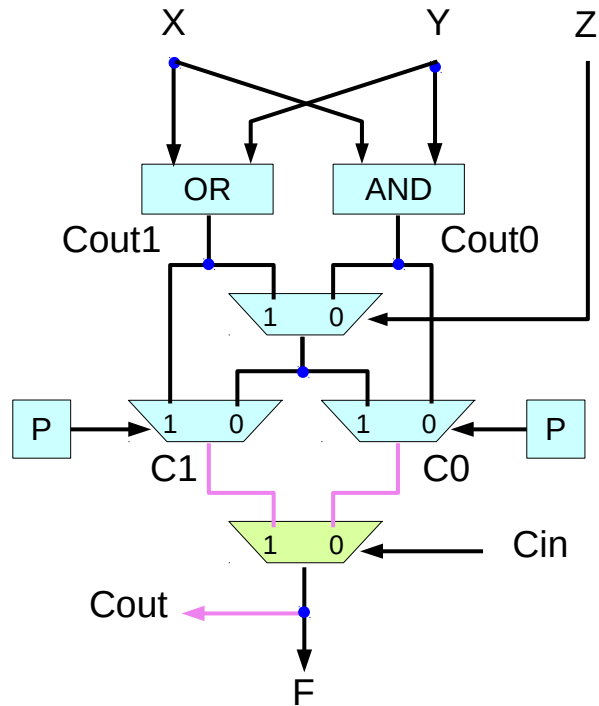 X Y Z
OR AND
Cout1 Cout0
1 0
P 1 0 1 0 P
C1 C0
1 0
Cin
Cout
F